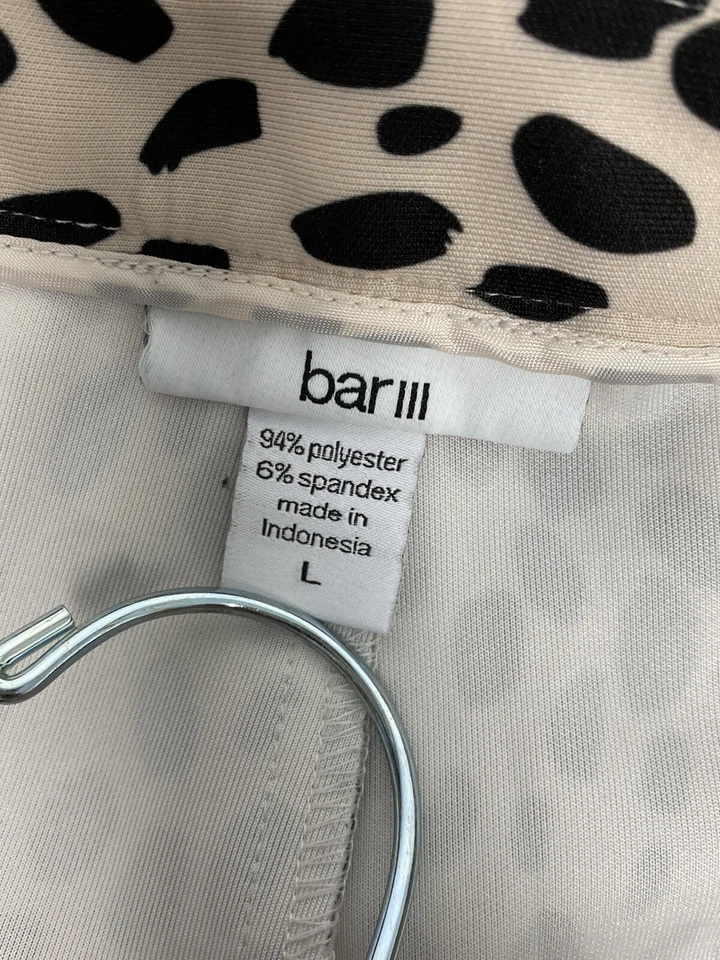 bar III
94% polyester
6% spandex
made in
Indonesia
L